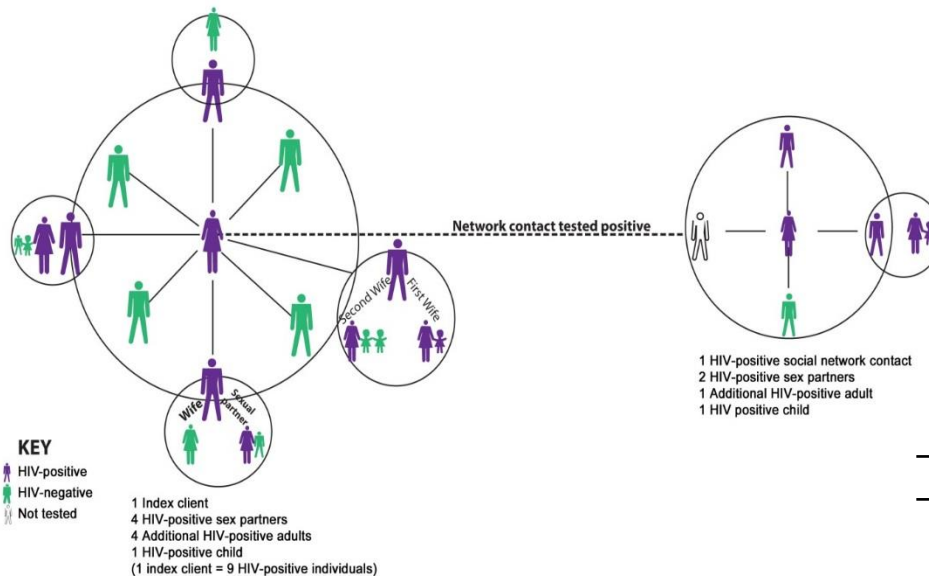 Network contact tested positive
Second Wife
First Wife
Wife
Sexual
partner
1 HIV-positive social network contact
2 HIV-positive sex partners
1 Additional HIV-positive adult
1 HIV positive child
KEY
HIV-positive
HIV-negative
Not tested
1 Index client
4 HIV-positive sex partners
4 Additional HIV-positive adults
1 HIV-positive child
(1 index client = 9 HIV-positive individuals)